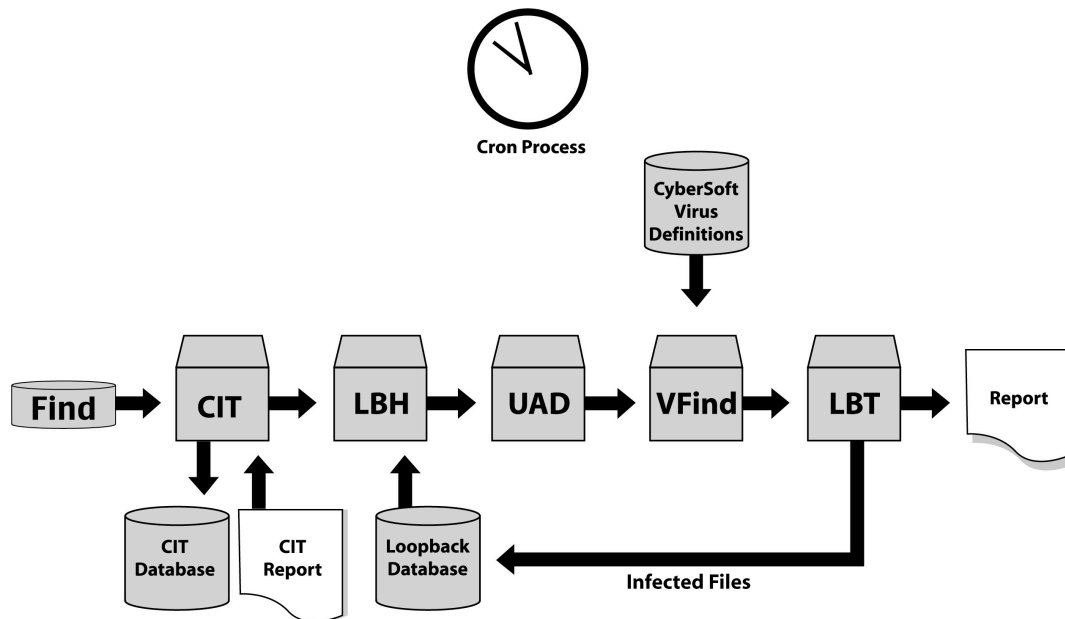 Cron Process
CyberSoft
Virus
Definitions
Find
CIT
LBH
UAD
VFind
LBT
Report
CIT
Database
CIT
Report
Loopback
Database
Infected Files